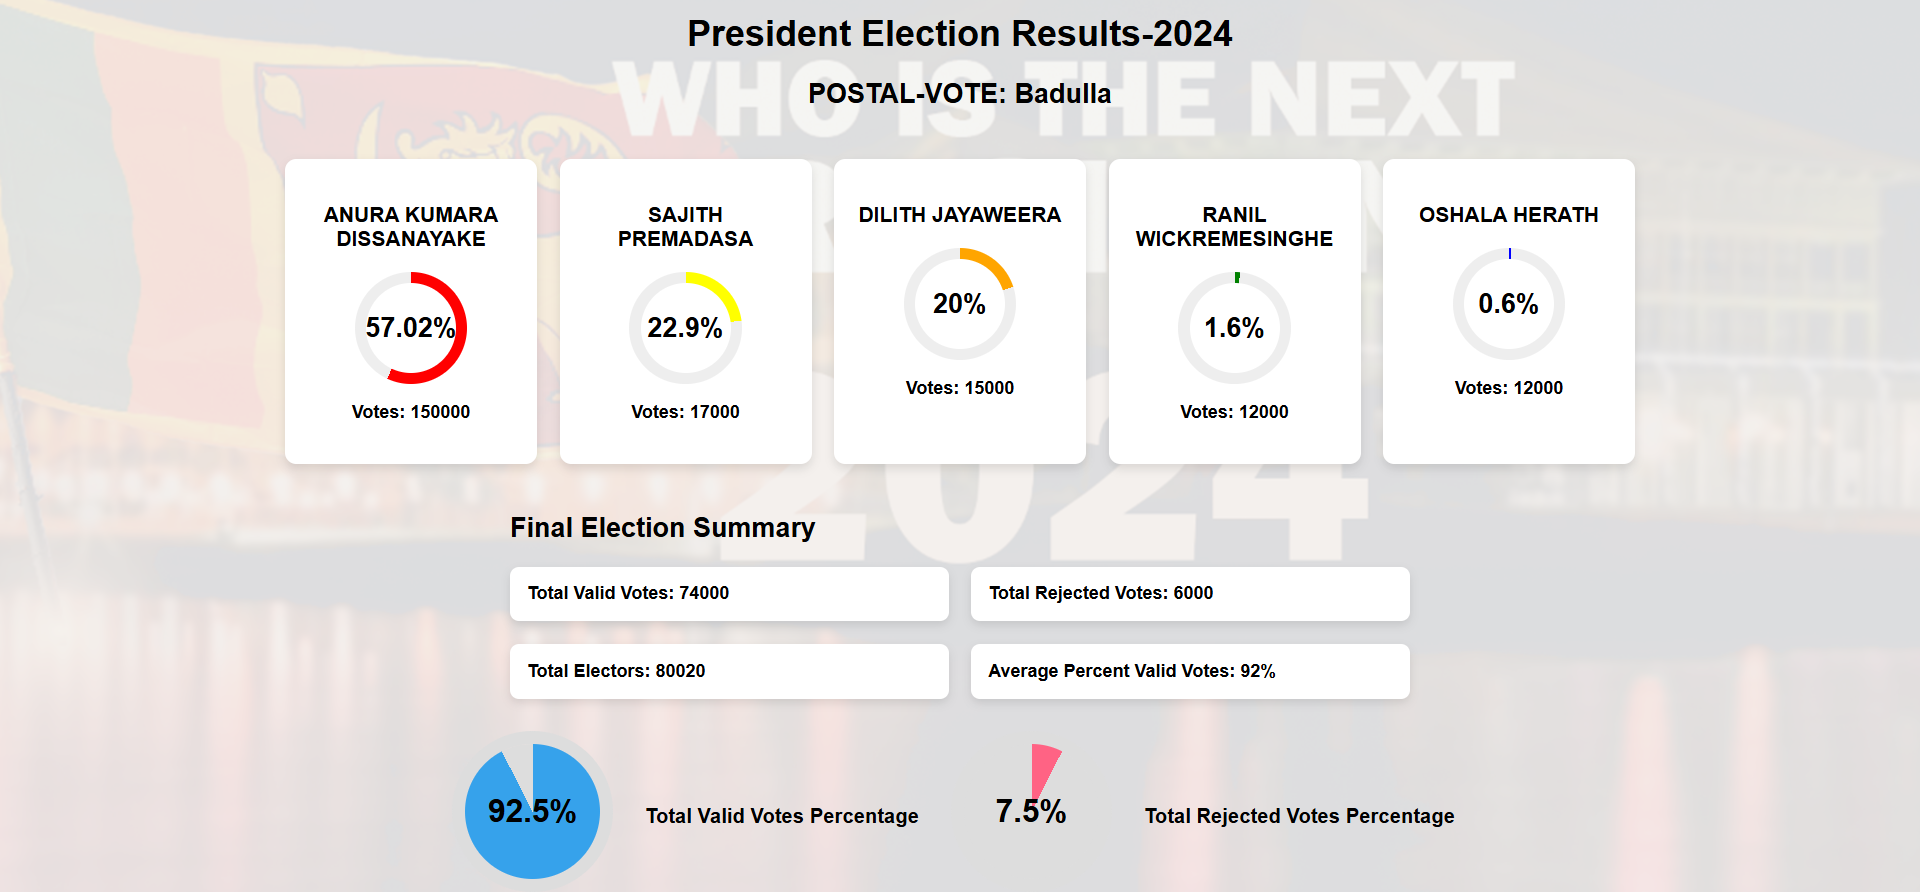 President Election Results-2024
WHO IS THE NEXT
POSTAL-VOTE: Badulla
ANURA KUMARA
DISSANAYAKE
57.02%
Votes: 150000
SAJITH
PREMADASA
22.9%
Votes: 17000
DILITH JAYAWEERA
20%
Votes: 15000
RANIL
WICKREMESINGHE
1.6%
Votes: 12000
OSHALA HERATH
0.6%
Votes: 12000
2024
Final Election Summary
Total Valid Votes: 74000
Total Rejected Votes: 6000
Total Electors: 80020
Average Percent Valid Votes: 92%
92.5%
Total Valid Votes Percentage
7.5%
Total Rejected Votes Percentage